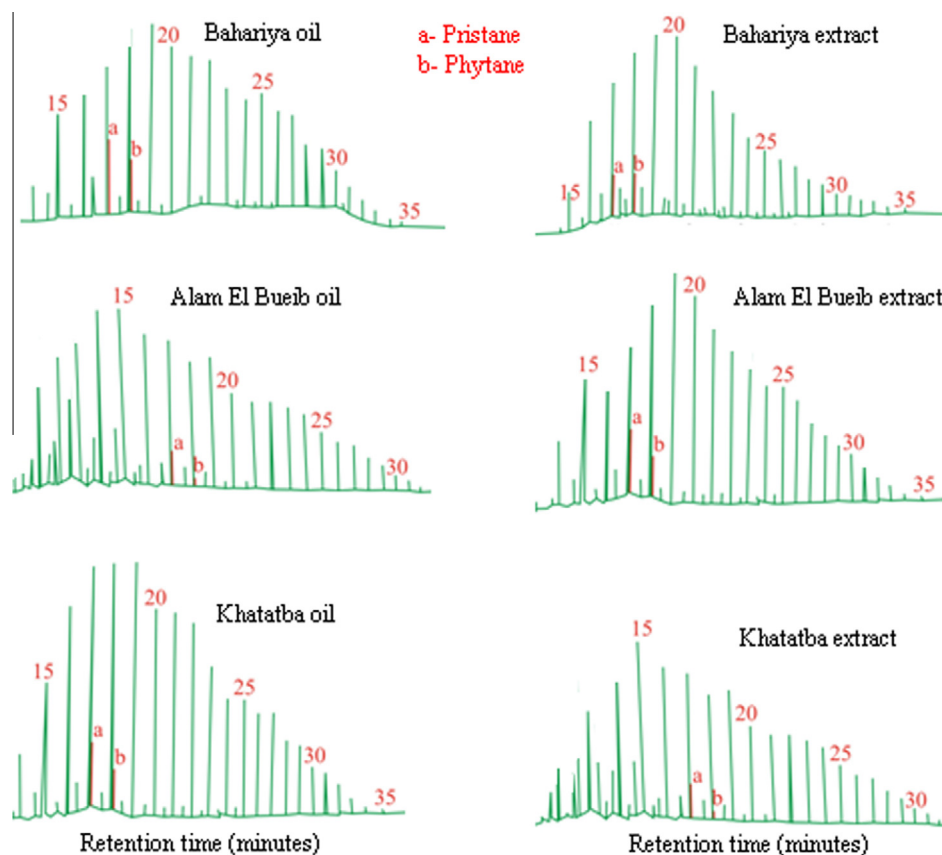 Bahariya oil
15
20
25
30
35
a
b
a- Pristane
b- Phytane
Bahariya extract
15
20
25
30
35
a
b
Alam El Bueib oil
15
20
25
30
a
b
Alam El Bueib extract
15
20
25
30
35
a
b
Khatatba oil
15
20
25
30
35
a
b
Retention time (minutes)
Khatatba extract
15
20
25
30
a
b
Retention time (minutes)